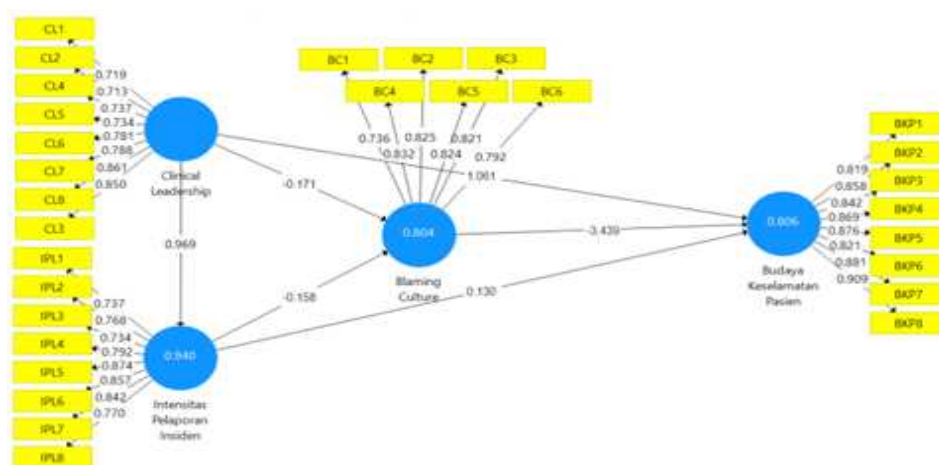 CL1
CL2
CL4
CL5
CL6
CL7
CL8
CL3
0.719
0.713
0.737
0.734
0.781
0.788
0.861
0.850
Clinical
Leadership
IPL1
IPL2
IPL3
IPL4
IPL5
IPL6
IPL7
IPL8
0.737
0.768
0.734
0.792
0.874
0.857
0.842
0.770
0.940
Intensitas
Pelaporan
Insiden
0.969
-0.171
-0.158
BC1
BC2
BC3
BC4
BC5
BC6
0.736
0.832
0.825
0.824
0.821
0.792
0.804
Blaming
Culture
1.061
-3.439
0.130
0.806
Budaya
Keselamatan
Pasien
0.819
0.858
0.842
0.869
0.876
0.821
0.881
0.909
BKP1
BKP2
BKP3
BKP4
BKP5
BKP6
BKP7
BKP8